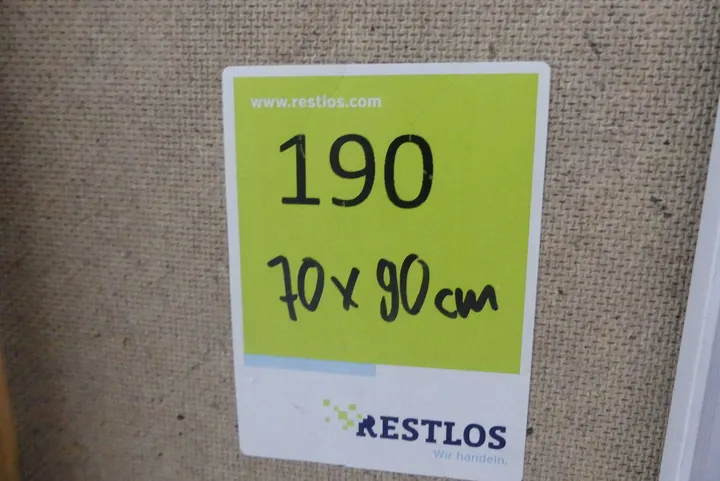 www.restlos.com
190
70 x 90 cm
RESTLOS
Wir handeln.